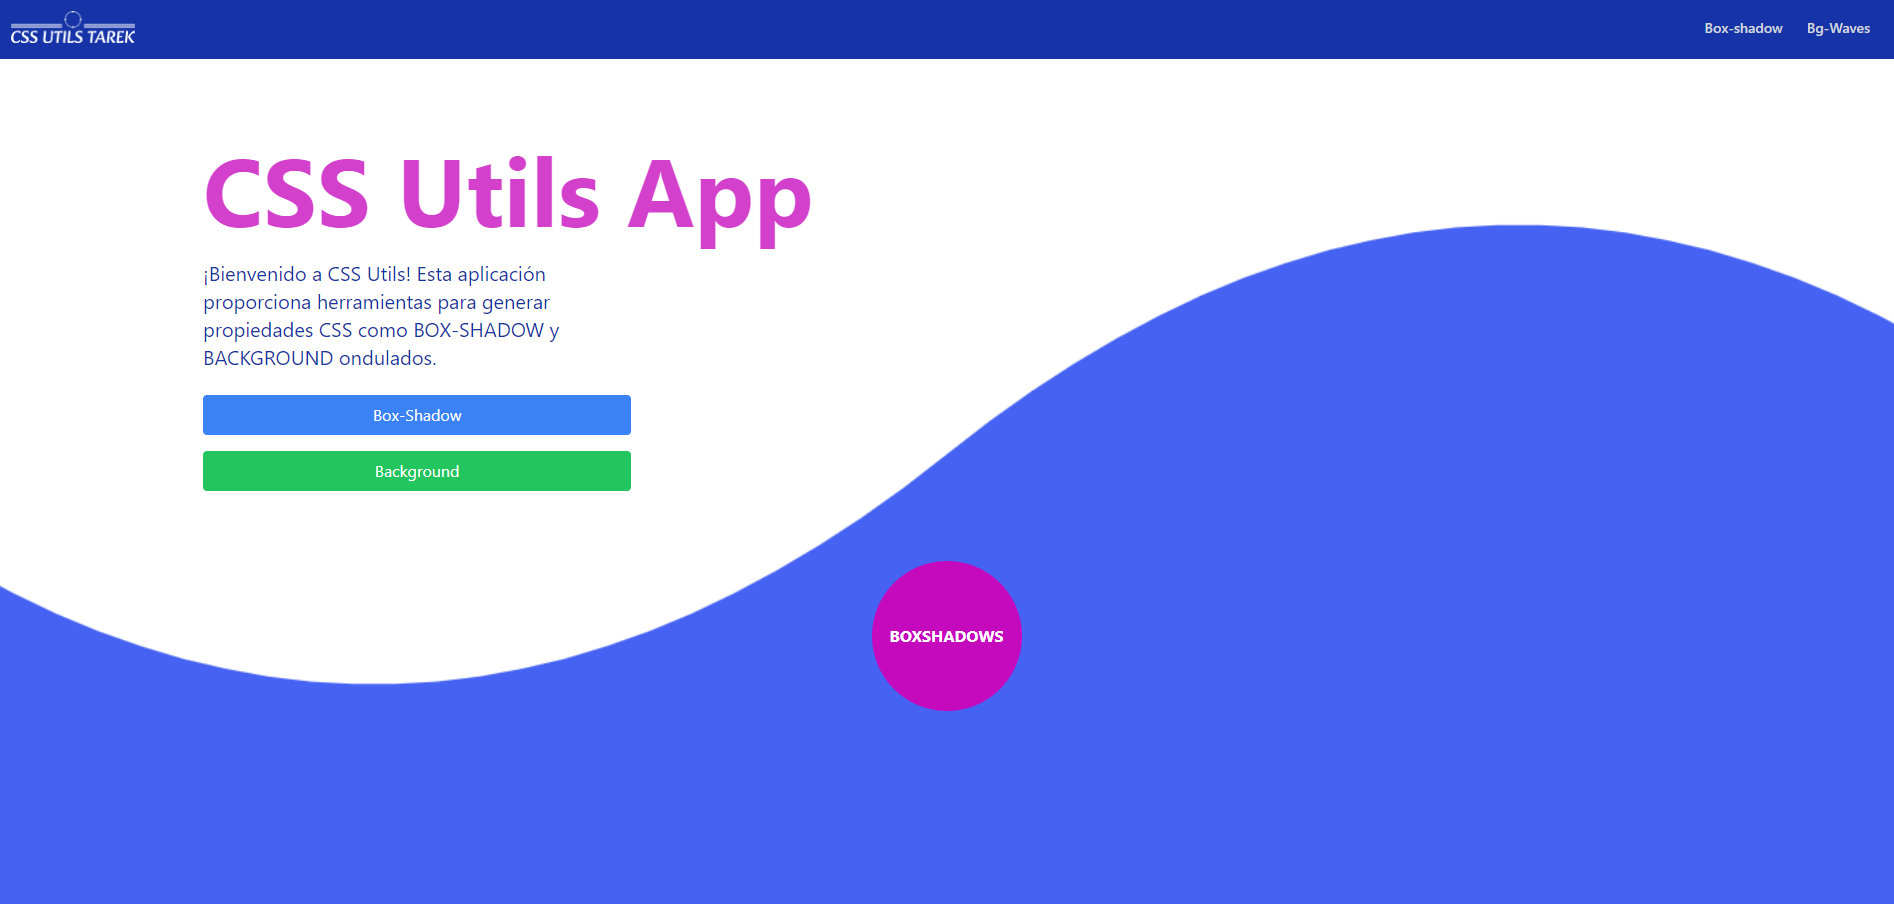 CSS UTILS TAREK
Box-shadow
Bg-Waves
CSS Utils App
¡Bienvenido a CSS Utils! Esta aplicación
proporciona herramientas para generar
propiedades CSS como BOX-SHADOW y
BACKGROUND ondulados.
Box-Shadow
Background
BOXSHADOWS